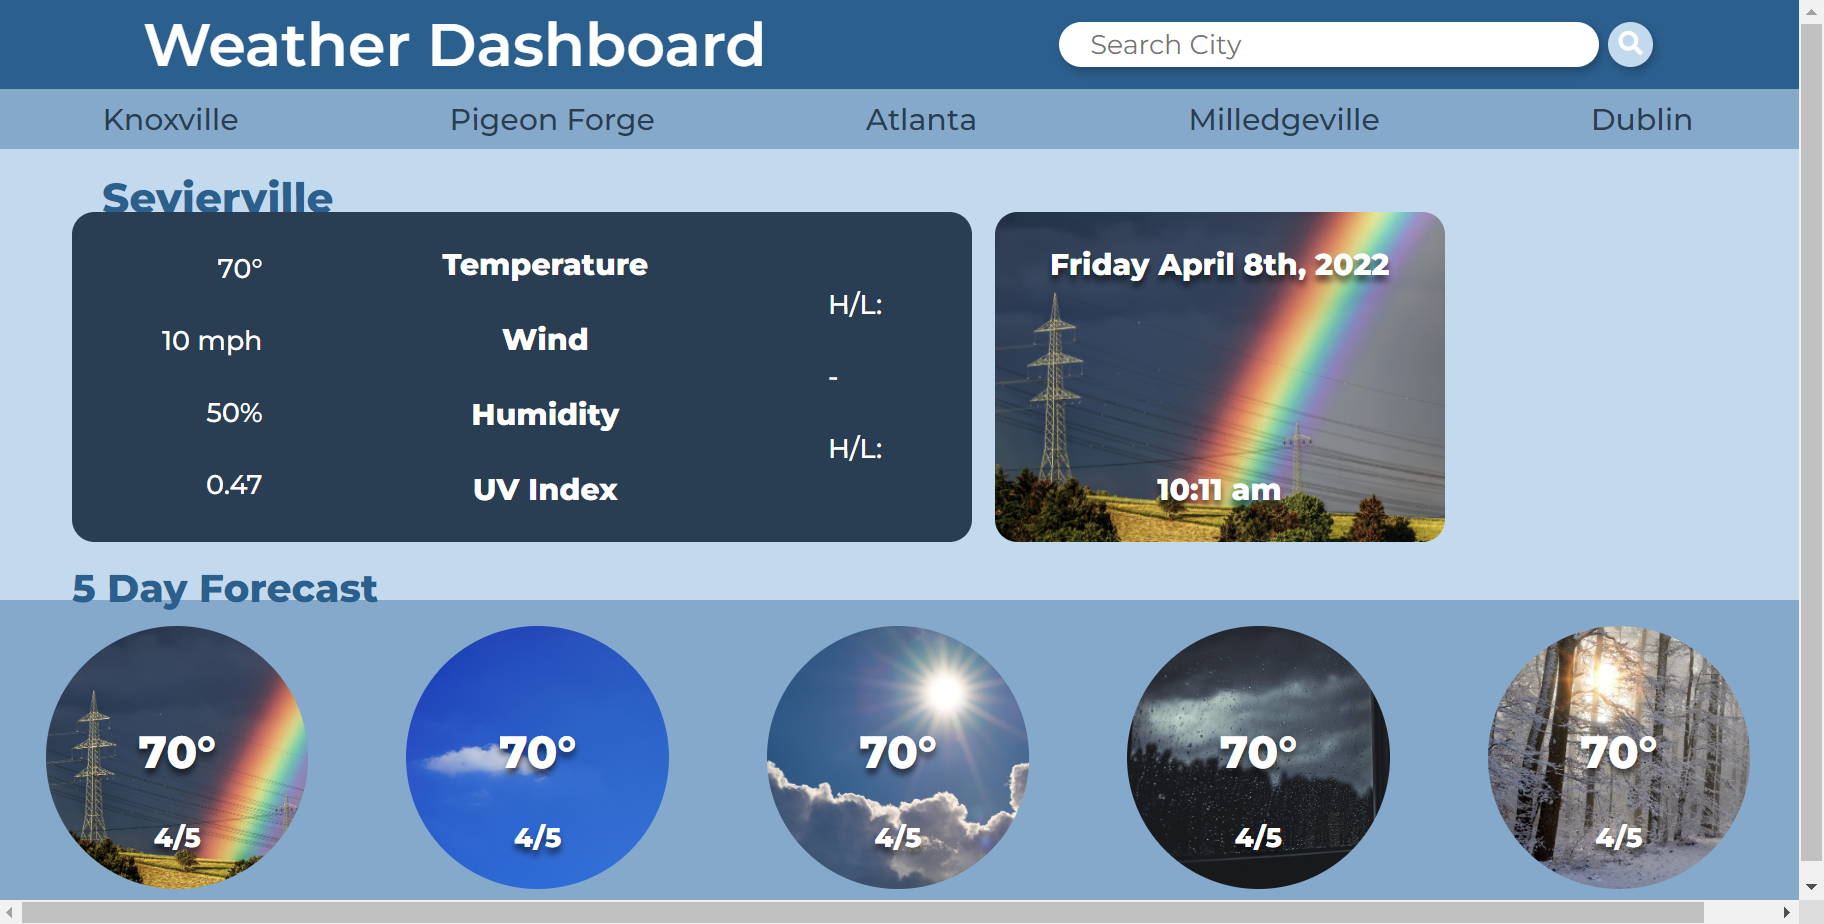 Weather Dashboard
Search City
Knoxville Pigeon Forge Atlanta Milledgeville Dublin
Sevierville
70° Temperature
H/L:
10 mph Wind
-
50% Humidity
H/L:
0.47 UV Index
Friday April 8th, 2022
10:11 am
5 Day Forecast
70° 70° 70° 70° 70°
4/5 4/5 4/5 4/5 4/5